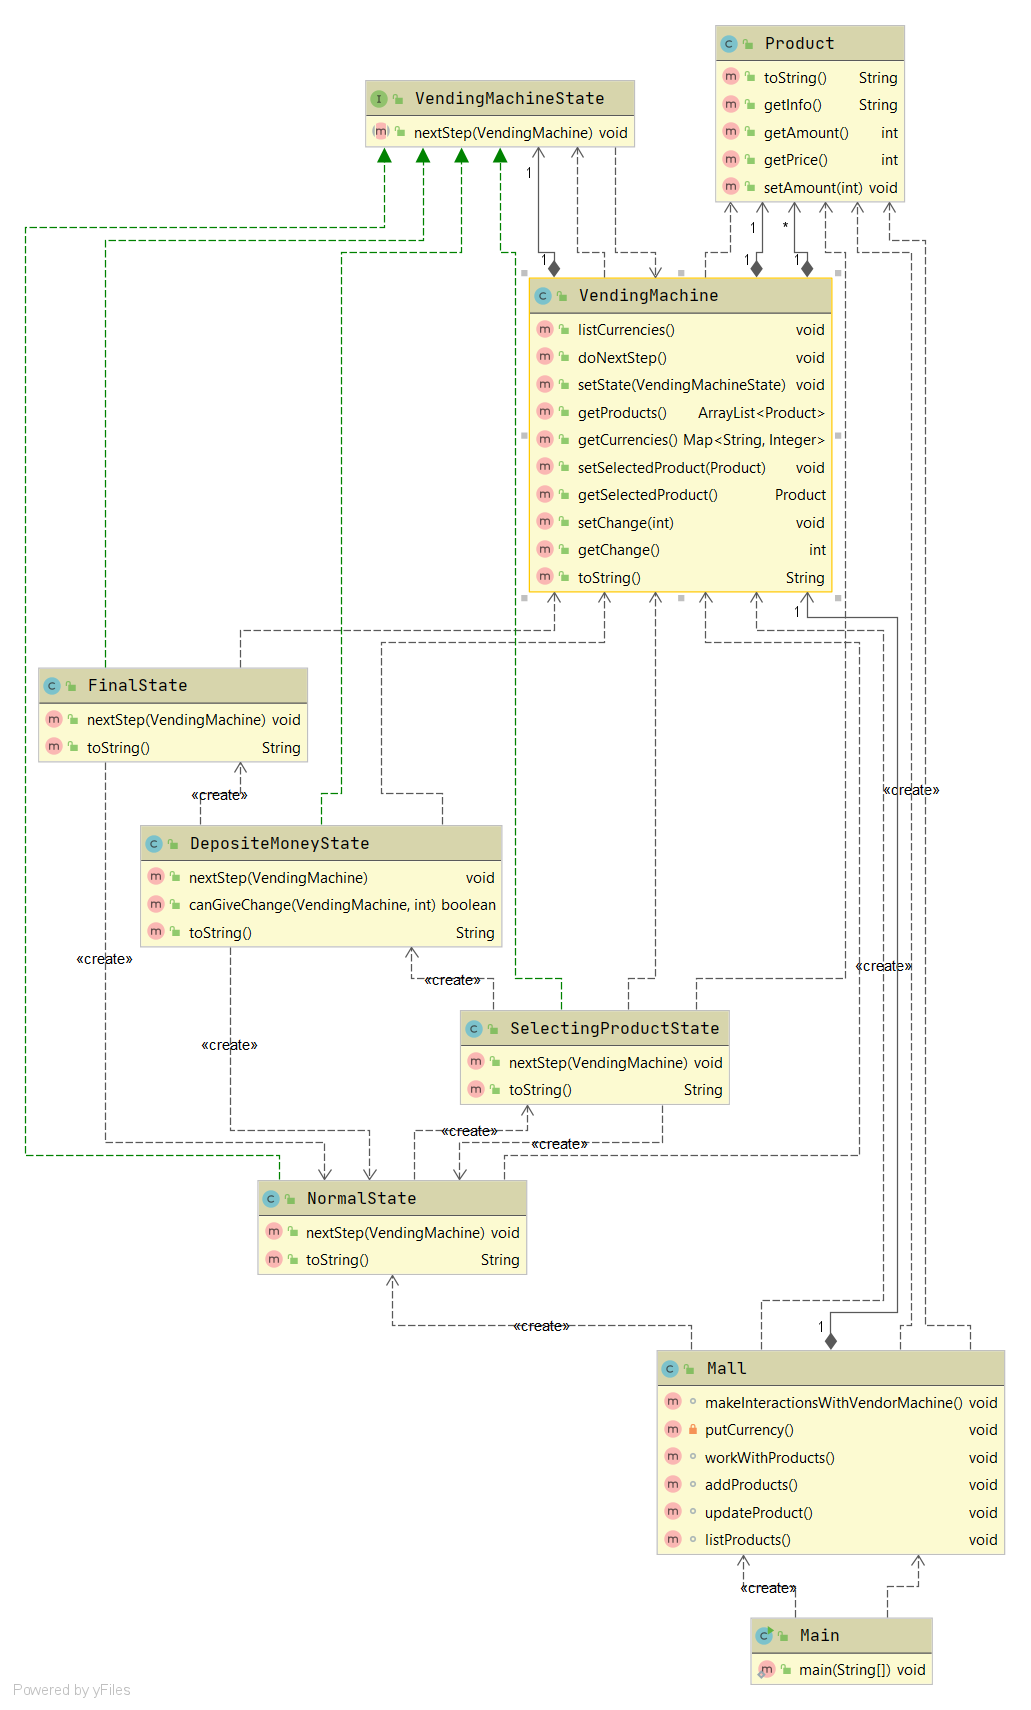 Product
toString() String
getInfo() String
getAmount() int
getPrice() int
setAmount(int) void
VendingMachineState
nextStep(VendingMachine) void
1
1
1
*
1
1
VendingMachine
listCurrencies() void
doNextStep() void
setState(VendingMachineState) void
getProducts() ArrayList<Product>
getCurrencies() Map<String, Integer>
setSelectedProduct(Product) void
getSelectedProduct() Product
setChange(int) void
getChange() int
toString() String
1
FinalState
nextStep(VendingMachine) void
toString() String
«create»
«create»
DepositeMoneyState
nextStep(VendingMachine) void
canGiveChange(VendingMachine, int) boolean
toString() String
«create»
«create»
«create»
SelectingProductState
nextStep(VendingMachine) void
toString() String
«create»
«create»
«create»
NormalState
nextStep(VendingMachine) void
toString() String
«create»
1
Mall
makeInteractionsWithVendorMachine() void
putCurrency() void
workWithProducts() void
addProducts() void
updateProduct() void
listProducts() void
«create»
Main
main(String[]) void
Powered by yFiles